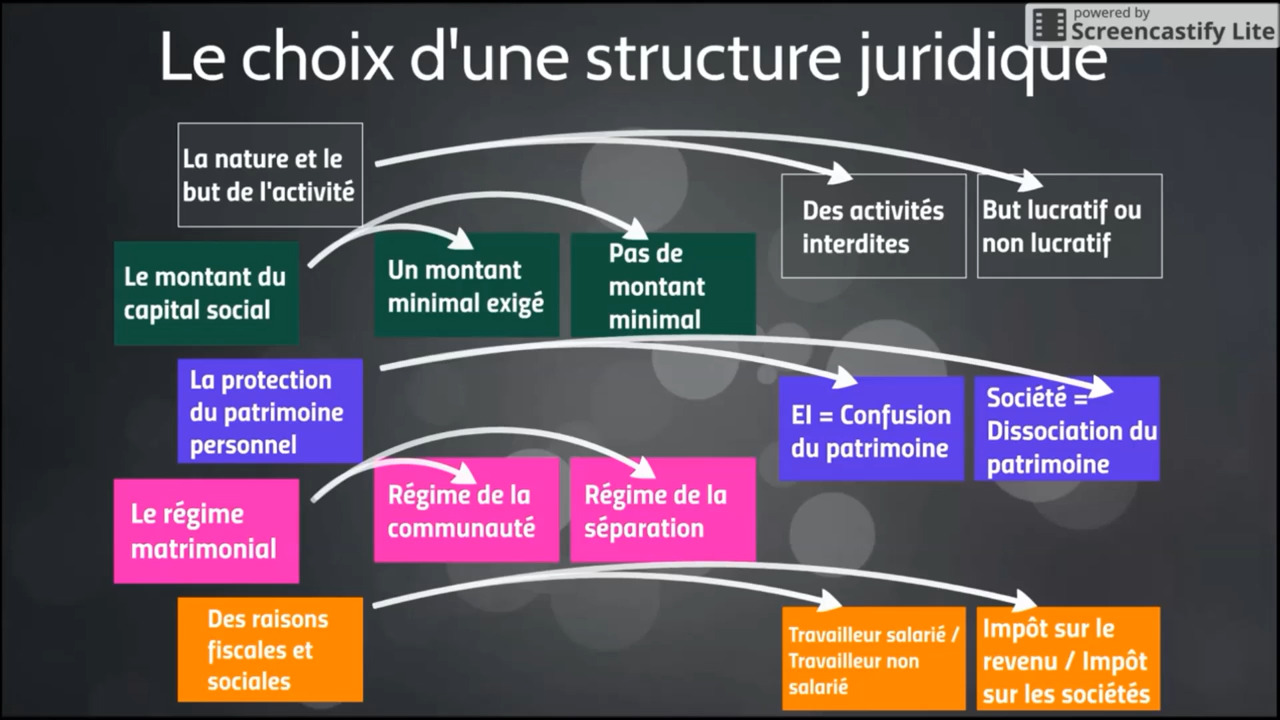 powered by
Screencastify Lite
Le choix d'une structure juridique
La nature et le
but de l'activité
Des activités
interdites
But lucratif ou
non lucratif
Le montant du
capital social
Un montant
minimal exigé
Pas de
montant
minimal
La protection
du patrimoine
personnel
EI = Confusion
du patrimoine
Société =
Dissociation du
patrimoine
Le régime
matrimonial
Régime de la
communauté
Régime de la
séparation
Des raisons
fiscales et
sociales
Travailleur salarié /
Travailleur non
salarié
Impôt sur le
revenu / Impôt
sur les sociétés